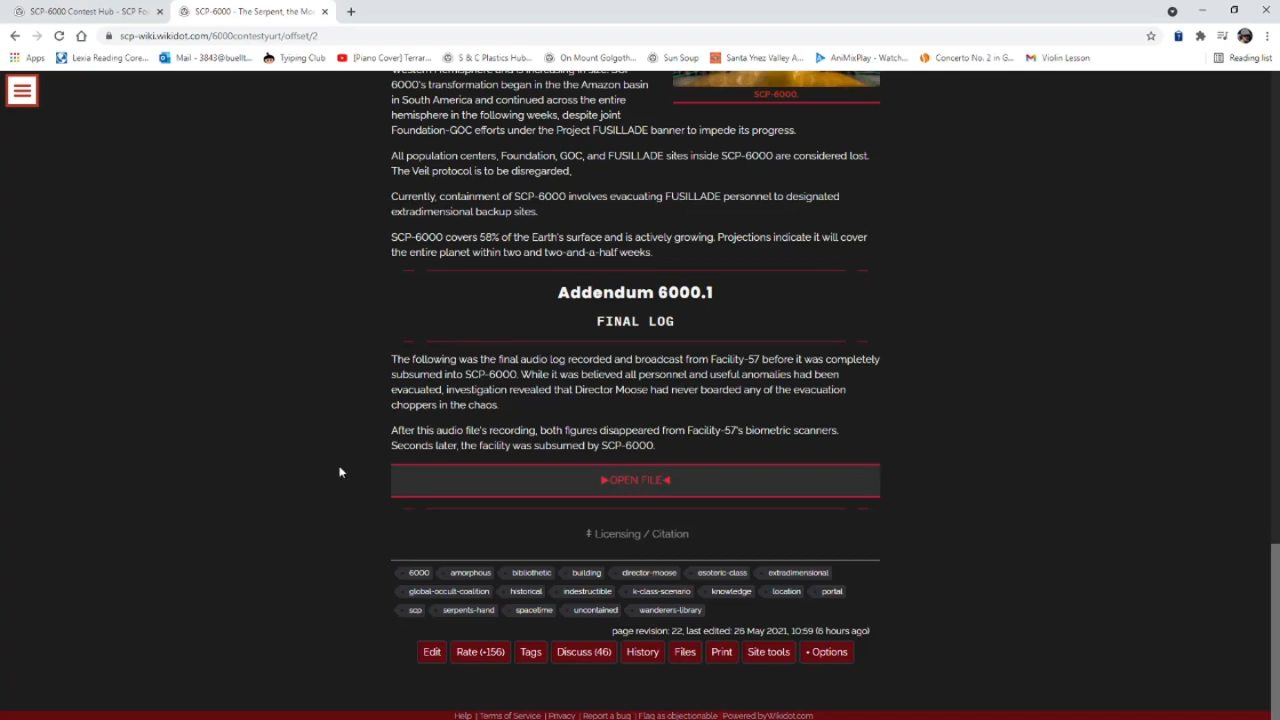 SCP-6000 Contest Hub - SCP Fo
SCP-6000 - The Serpent, the Mo
scp-wiki.wikidot.com/6000contestyurt/offset/2
Apps
Lexia Reading Core...
Mail - 3843@buellt...
Tyiping Club
[Piano Cover] Terrar...
S & C Plastics Hub...
On Mount Golgoth...
Sun Soup
Santa Ynez Valley A...
AniMixPlay - Watch...
Concerto No. 2 in G...
Violin Lesson
Reading list
Western Hemisphere and is increasing in size. SCP
6000's transformation began in the the Amazon basin
in South America and continued across the entire
hemisphere in the following weeks, despite joint
Foundation-GOC efforts under the Project FUSILLADE banner to impede its progress.
SCP-6000.
All population centers, Foundation, GOC, and FUSILLADE sites inside SCP-6000 are considered lost.
The Veil protocol is to be disregarded,
Currently, containment of SCP-6000 involves evacuating FUSILLADE personnel to designated
extradimensional backup sites.
SCP-6000 covers 58% of the Earth's surface and is actively growing. Projections indicate it will cover
the entire planet within two and two-and-a-half weeks.
Addendum 6000.1
FINAL LOG
The following was the final audio log recorded and broadcast from Facility-57 before it was completely
subsumed into SCP-6000. While it was believed all personnel and useful anomalies had been
evacuated, investigation revealed that Director Moose had never boarded any of the evacuation
choppers in the chaos.
After this audio file's recording, both figures disappeared from Facility-57's biometric scanners.
Seconds later, the facility was subsumed by SCP-6000.
▶OPEN FILE◀
‡ Licensing / Citation
6000 amorphous bibliothetic building director-moose esoteric-class extradimensional
global-occult-coalition historical indestructible k-class-scenario knowledge location portal
scp serpents-hand spacetime uncontained wanderers-library
page revision: 22, last edited: 26 May 2021, 10:59 (6 hours ago)
Edit Rate (+156) Tags Discuss (46) History Files Print Site tools + Options
Help | Terms of Service | Privacy | Report a bug | Flag as objectionable Powered by Wikidot.com